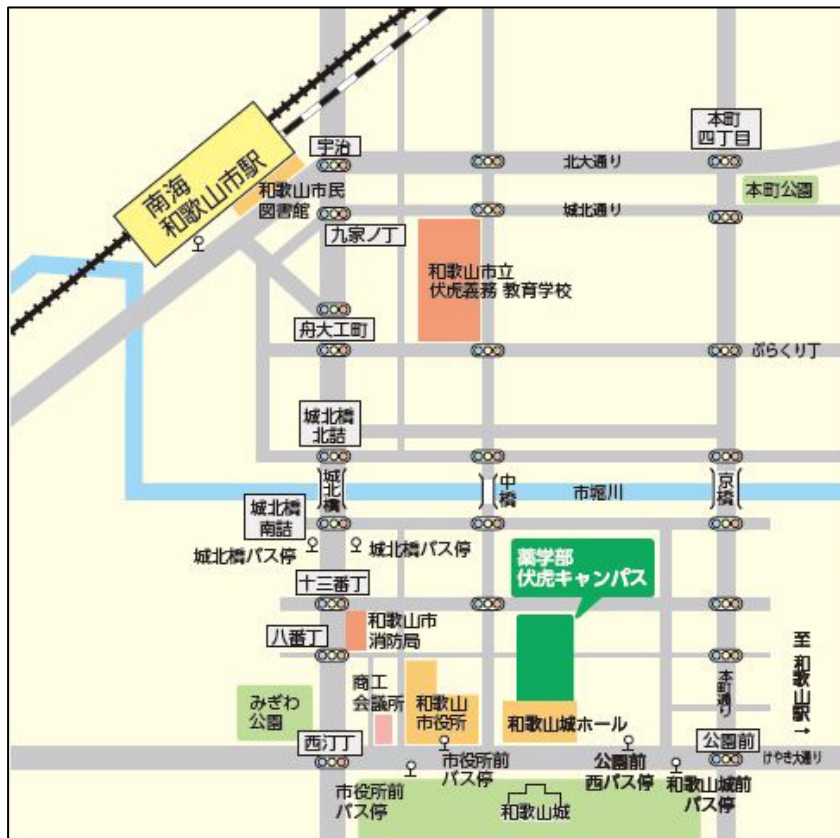 本町
四丁目
宇治
北大通り
南海
和歌山市駅
和歌山市民
図書館
本町公園
城北通り
九家ノ丁
和歌山市立
伏虎義務 教育学校
舟大工町
ぶらくり丁
城北橋
北詰
城北橋
中橋
京橋
市堀川
城北橋
南詰
城北橋バス停
城北橋バス停
薬学部
伏虎キャンパス
十三番丁
和歌山市
消防局
八番丁
至 和歌山駅→
本町通り
商工
会議所
みぎわ
公園
和歌山
市役所
和歌山城ホール
西汀丁
公園前
けやき大通り
市役所前
バス停
公園前
西バス停
市役所前
バス停
和歌山城
和歌山城前
バス停